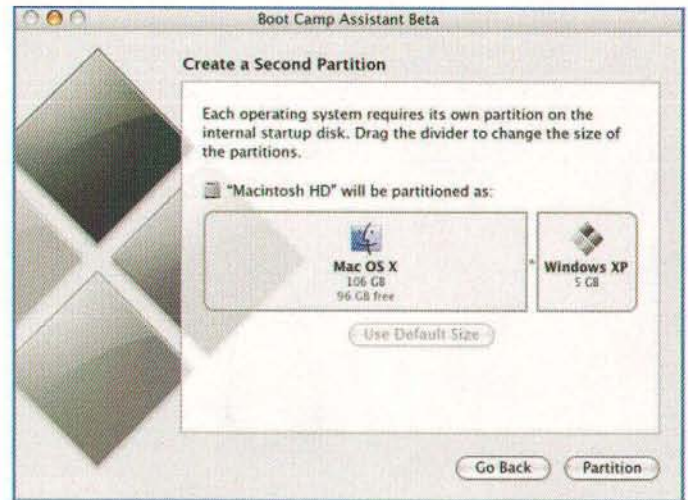 Boot Camp Assistant Beta
Create a Second Partition
Each operating system requires its own partition on the
internal startup disk. Drag the divider to change the size of
the partitions.
"Macintosh HD" will be partitioned as:
Mac OS X
106 GB
96 GB free
Windows XP
5 GB
Use Default Size
Go Back
Partition